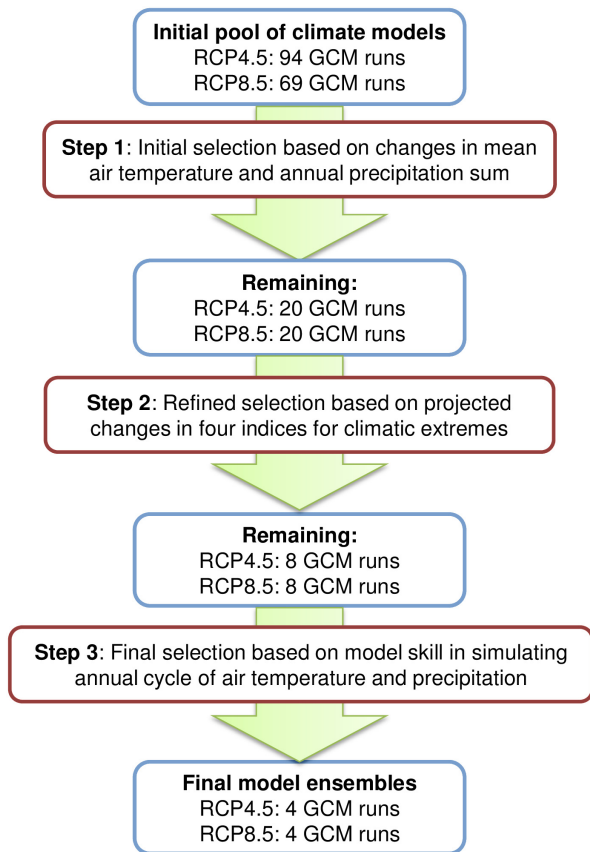 Initial pool of climate models
RCP4.5: 94 GCM runs
RCP8.5: 69 GCM runs
Step 1: Initial selection based on changes in mean
air temperature and annual precipitation sum
Remaining:
RCP4.5: 20 GCM runs
RCP8.5: 20 GCM runs
Step 2: Refined selection based on projected
changes in four indices for climatic extremes
Remaining:
RCP4.5: 8 GCM runs
RCP8.5: 8 GCM runs
Step 3: Final selection based on model skill in simulating
annual cycle of air temperature and precipitation
Final model ensembles
RCP4.5: 4 GCM runs
RCP8.5: 4 GCM runs